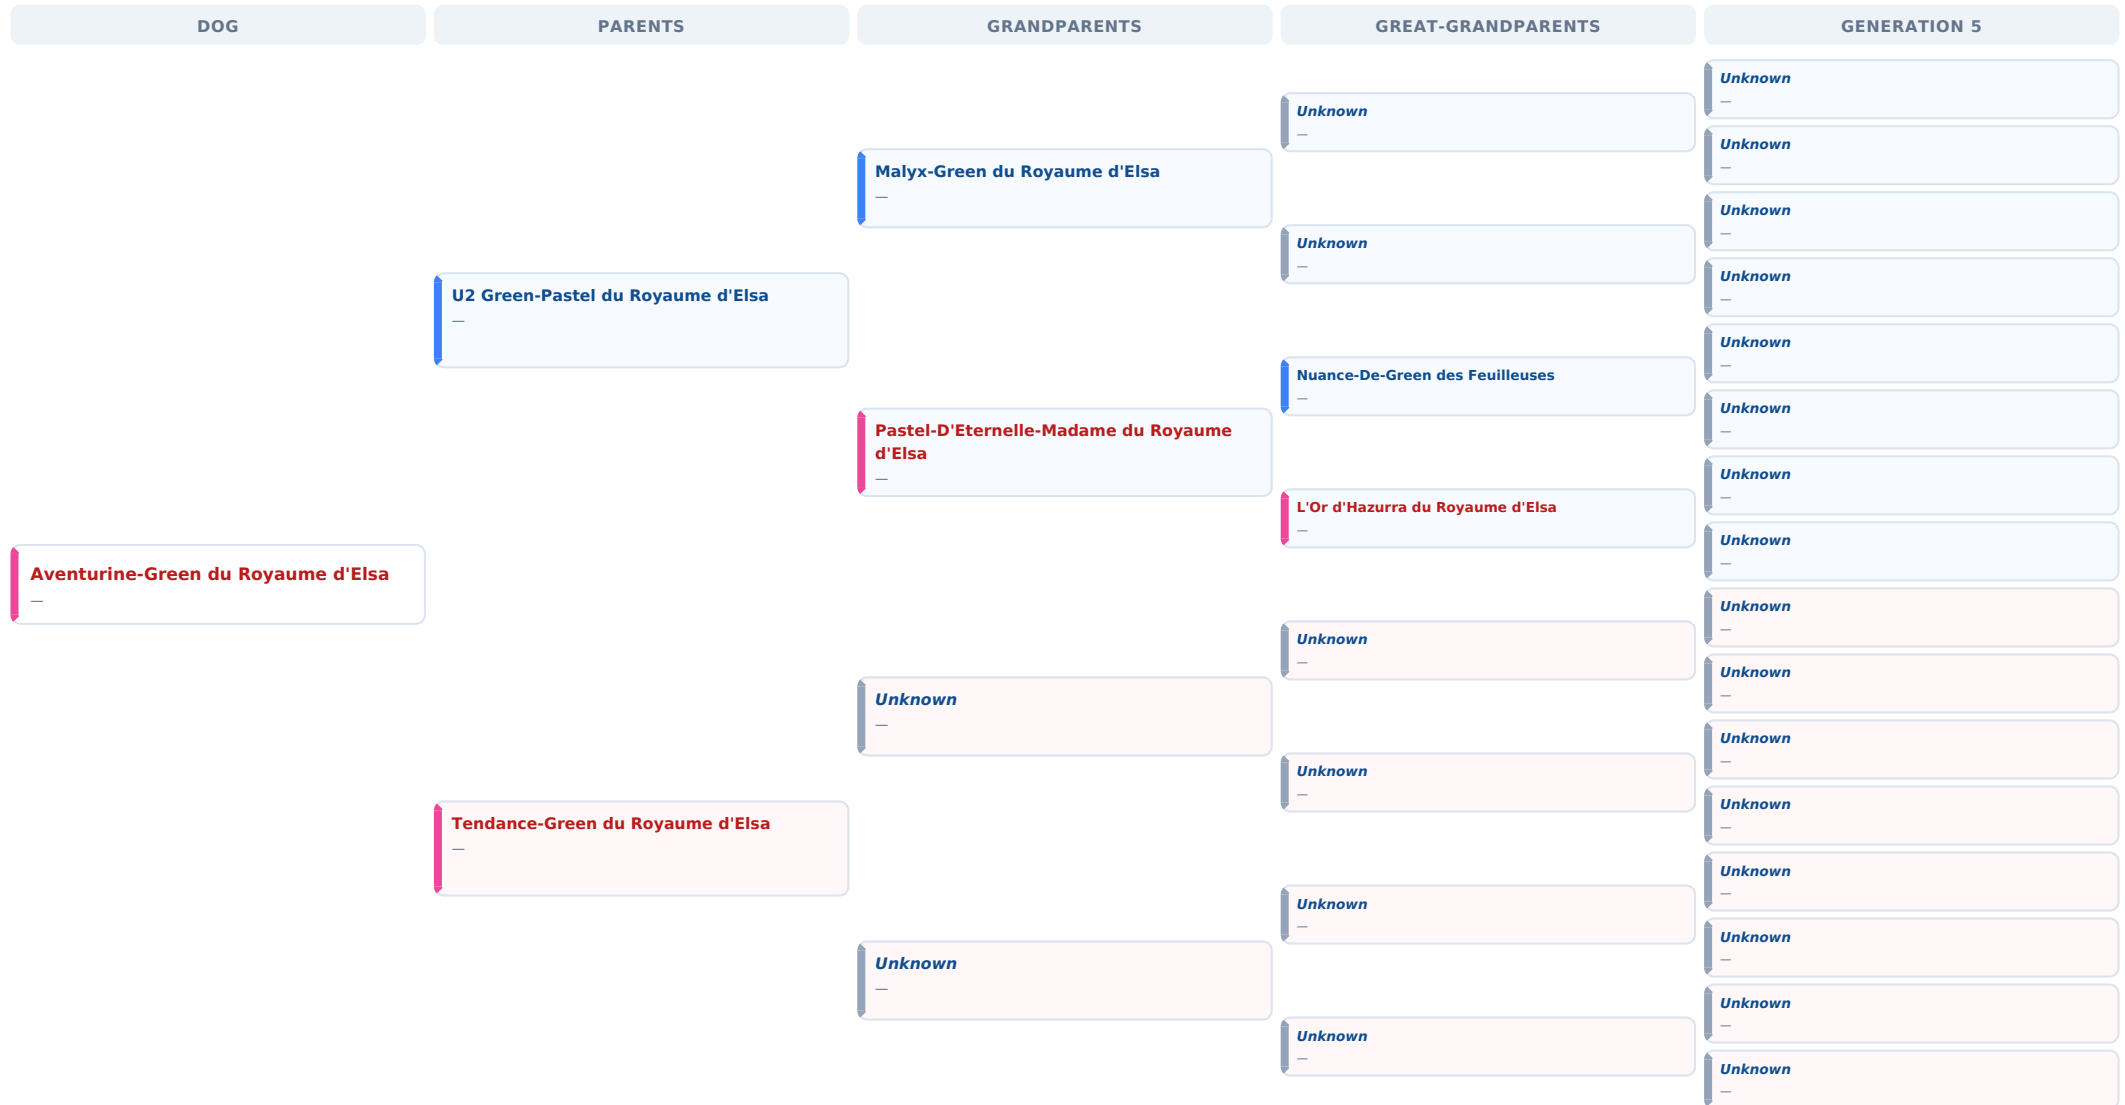 DOG
PARENTS
GRANDPARENTS
GREAT-GRANDPARENTS
GENERATION 5
Aventurine-Green du Royaume d'Elsa
—
U2 Green-Pastel du Royaume d'Elsa
—
Tendance-Green du Royaume d'Elsa
—
Malyx-Green du Royaume d'Elsa
—
Pastel-D'Eternelle-Madame du Royaume
d'Elsa
—
Unknown
—
Unknown
—
Unknown
—
Unknown
—
Nuance-De-Green des Feuilleuses
—
L'Or d'Hazurra du Royaume d'Elsa
—
Unknown
—
Unknown
—
Unknown
—
Unknown
—
Unknown
—
Unknown
—
Unknown
—
Unknown
—
Unknown
—
Unknown
—
Unknown
—
Unknown
—
Unknown
—
Unknown
—
Unknown
—
Unknown
—
Unknown
—
Unknown
—
Unknown
—
Unknown
—